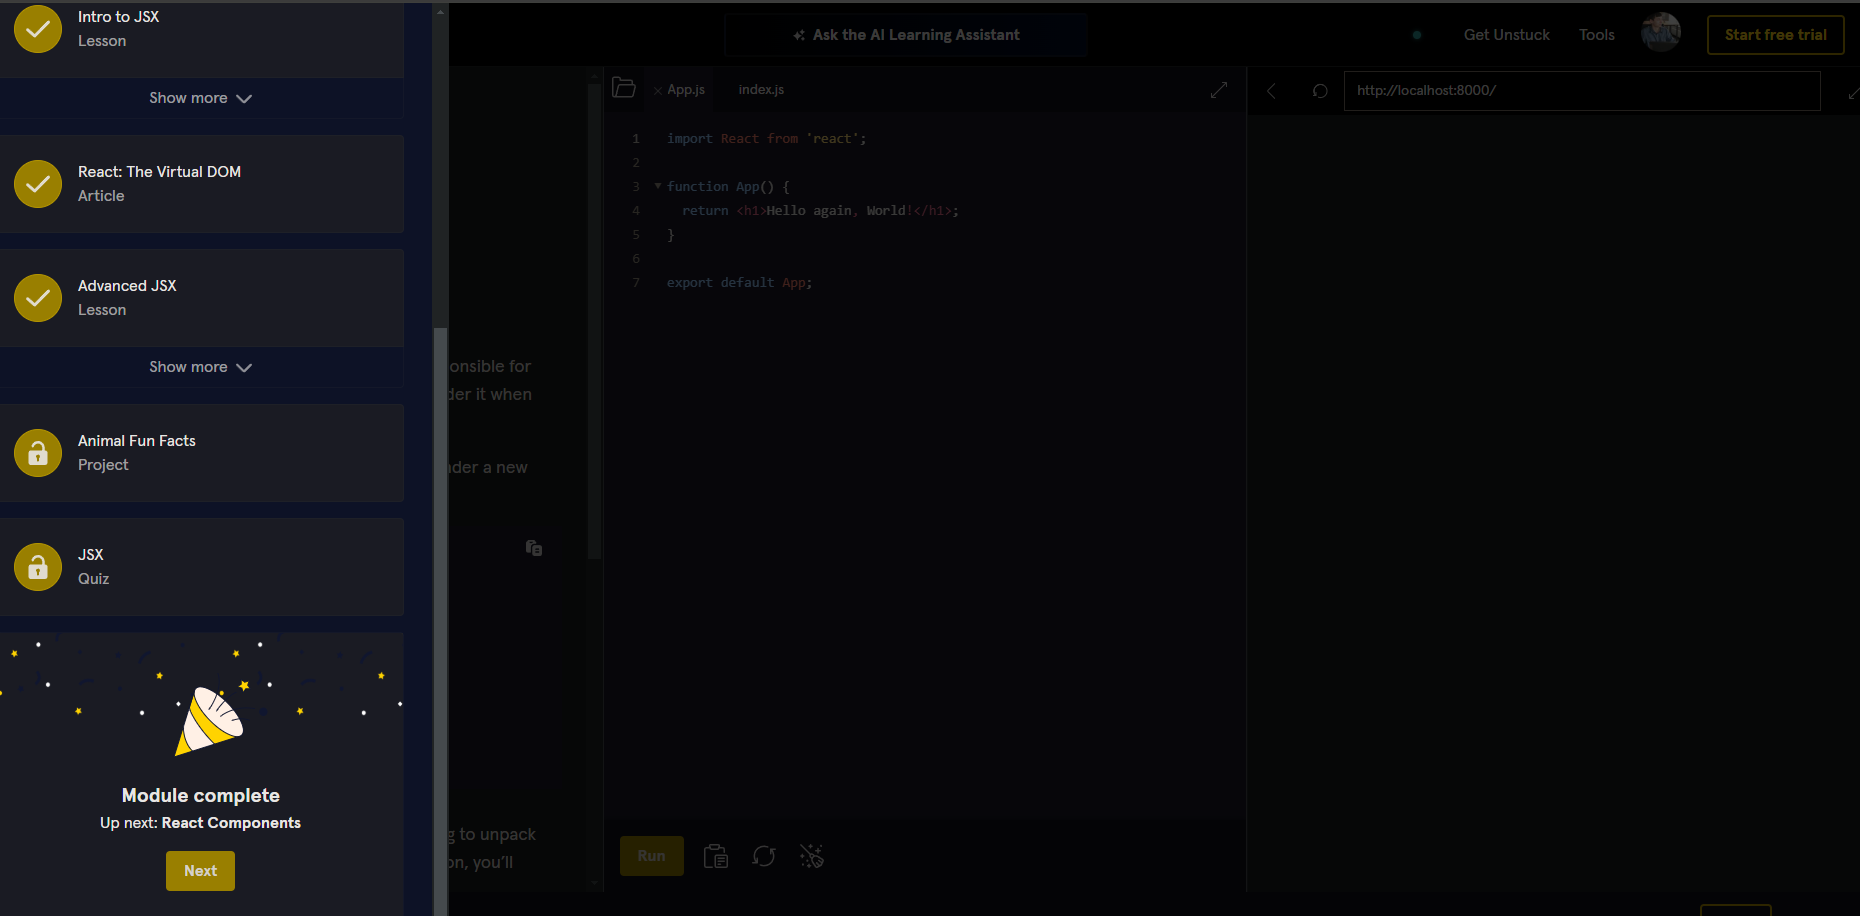 Intro to JSX
Lesson
Show more
React: The Virtual DOM
Article
Advanced JSX
Lesson
Show more
Animal Fun Facts
Project
JSX
Quiz
Module complete
Up next: React Components
Next
Ask the AI Learning Assistant
Get Unstuck
Tools
Start free trial
onsible for
der it when
nder a new
g to unpack
on, you'll
App.js
index.js
1 import React from 'react';
2
3 function App() {
4 return <h1>Hello again, World!</h1>;
5 }
6
7 export default App;
Run
http://localhost:8000/